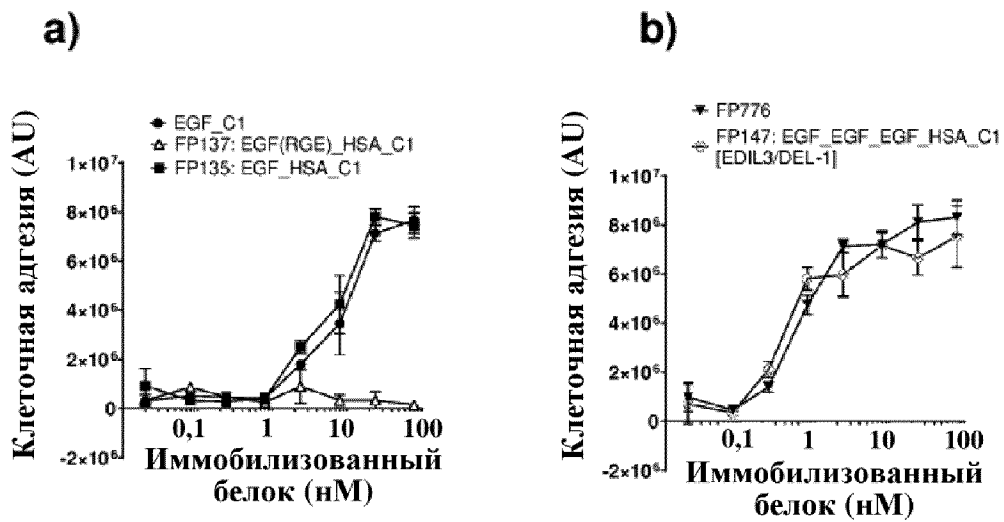 a)
Клеточная адгезия (AU)
EGF_C1
FP137: EGF(RGE)_HSA_C1
FP135: EGF_HSA_C1
1×10⁷
8×10⁶
6×10⁶
4×10⁶
2×10⁶
0
-2×10⁶
0,1
1
10
100
Иммобилизованный
белок (нМ)
b)
Клеточная адгезия (AU)
FP776
FP147: EGF_EGF_EGF_HSA_C1
[EDIL3/DEL-1]
1×10⁷
8×10⁶
6×10⁶
4×10⁶
2×10⁶
0
-2×10⁶
0,1
1
10
100
Иммобилизованный
белок (нМ)